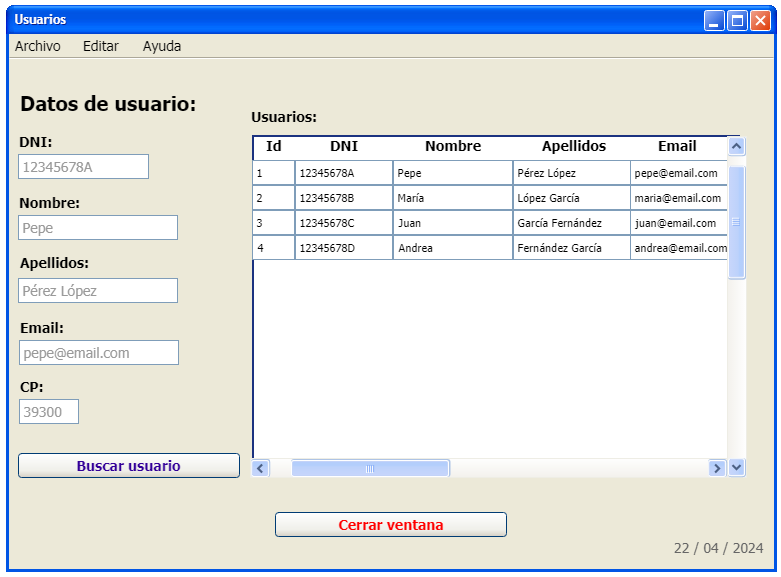 Usuarios
Archivo Editar Ayuda
Datos de usuario:
DNI:
12345678A
Nombre:
Pepe
Apellidos:
Pérez López
Email:
pepe@email.com
CP:
39300
Buscar usuario
Usuarios:
Id DNI Nombre Apellidos Email
1 12345678A Pepe Pérez López pepe@email.com
2 12345678B María López García maria@email.com
3 12345678C Juan García Fernández juan@email.com
4 12345678D Andrea Fernández García andrea@email.com
Cerrar ventana
22 / 04 / 2024